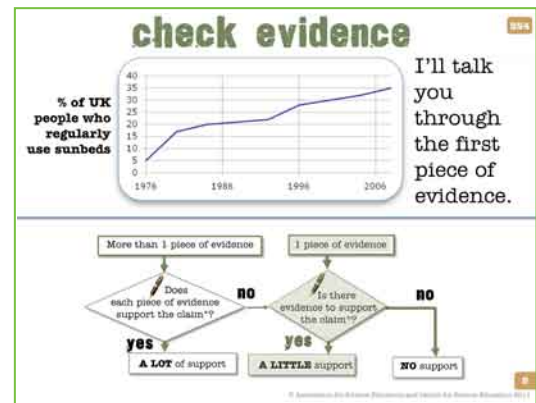 check evidence
SS4
% of UK
people who
regularly
use sunbeds
40
35
30
25
20
15
10
5
0
1976
1986
1996
2006
I'll talk
you
through
the first
piece of
evidence.
More than 1 piece of evidence
1 piece of evidence
Does
each piece of evidence
support the claim*?
no
Is there
evidence to support
the claim*?
no
yes
yes
A LOT of support
A LITTLE support
NO support